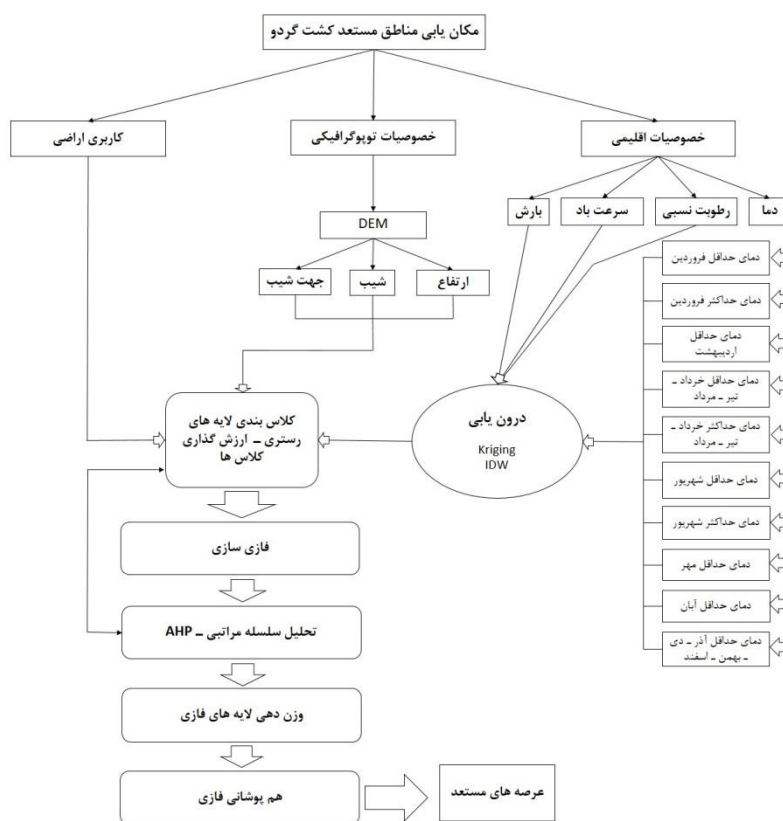 مکان یابی مناطق مستعد کشت گردو
خصوصیات اقلیمی
خصوصیات توپوگرافیکی
کاربری اراضی
دما
رطوبت نسبی
سرعت باد
بارش
DEM
ارتفاع
شیب
جهت شیب
دمای حداقل فروردین
دمای حداکثر فروردین
دمای حداقل
اردیبهشت
دمای حداقل خرداد ـ
تیر ـ مرداد
دمای حداکثر خرداد ـ
تیر ـ مرداد
دمای حداقل شهریور
دمای حداکثر شهریور
دمای حداقل مهر
دمای حداقل آبان
دمای حداقل آذر ـ دی
ـ بهمن ـ اسفند
درون یابی
Kriging
IDW
کلاس بندی لایه های
رستری ـ ارزش گذاری
کلاس ها
فازی سازی
تحلیل سلسله مراتبی ـ AHP
وزن دهی لایه های فازی
هم پوشانی فازی
عرصه های مستعد